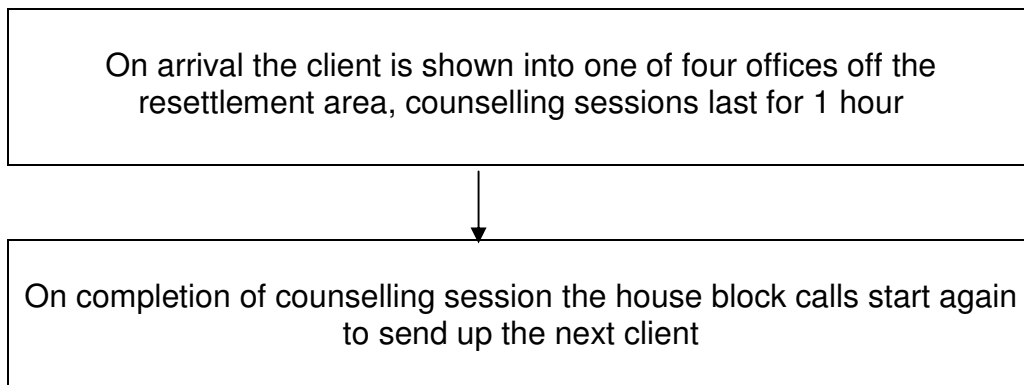 On arrival the client is shown into one of four offices off the
resettlement area, counselling sessions last for 1 hour
On completion of counselling session the house block calls start again
to send up the next client